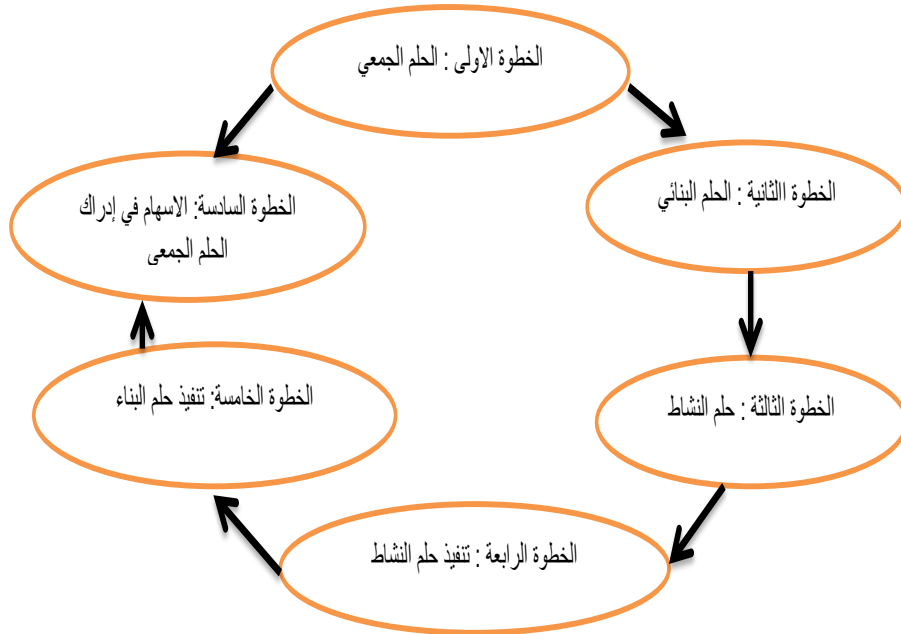 الخطوة الاولى : الحلم الجمعي
الخطوة االثانية : الحلم البنائي
الخطوة الثالثة : حلم النشاط
الخطوة الرابعة : تنفيذ حلم النشاط
الخطوة الخامسة: تنفيذ حلم البناء
الخطوة السادسة: الاسهام في إدراك
الحلم الجمعى